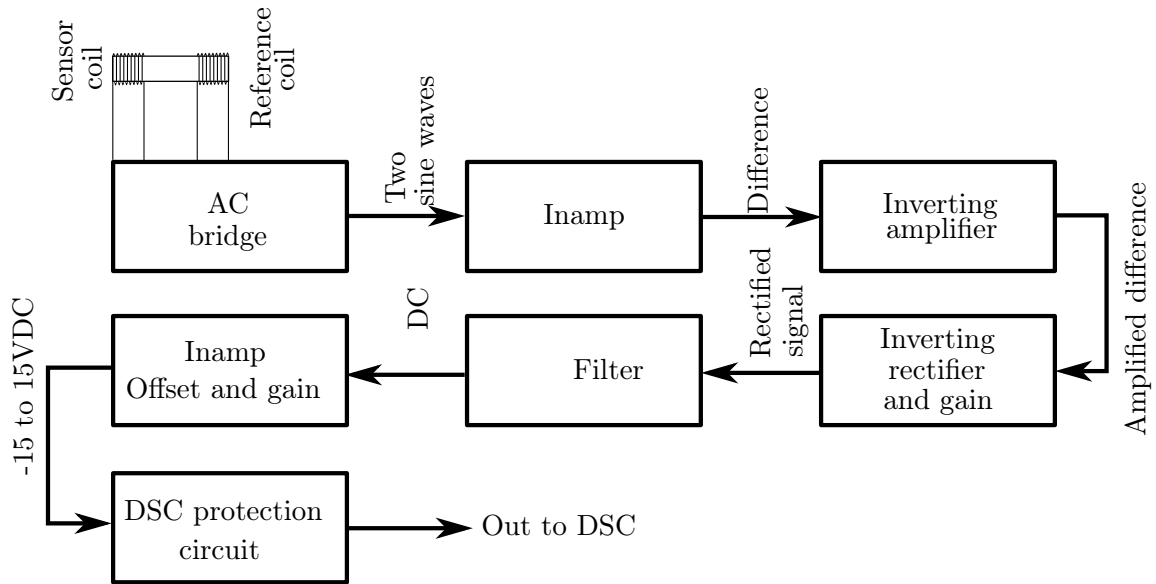 Sensor
coil
Reference
coil
AC
bridge
Two
sine waves
Inamp
Difference
Inverting
amplifier
Amplified difference
Inverting
rectifier
and gain
Rectified
signal
Filter
DC
Inamp
Offset and gain
-15 to 15VDC
DSC protection
circuit
Out to DSC